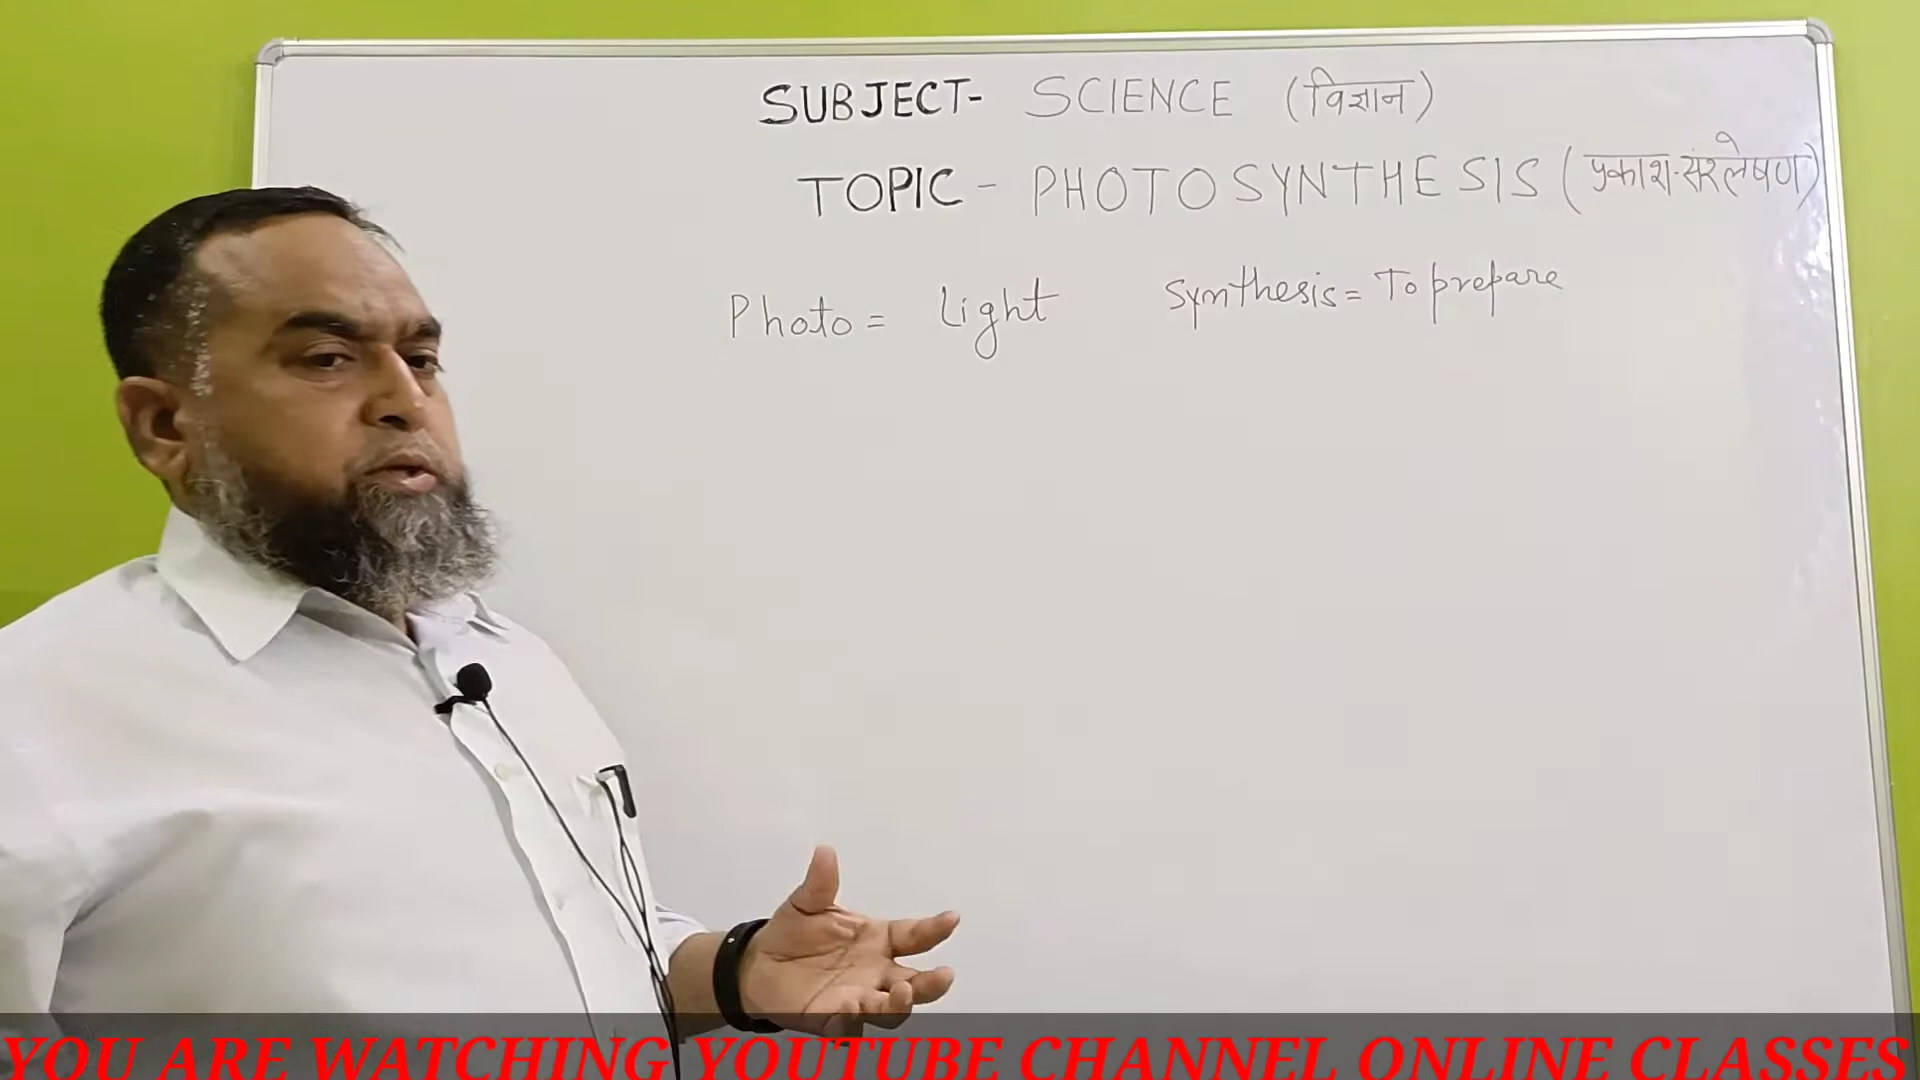 SUBJECT- SCIENCE (विज्ञान)
TOPIC - PHOTOSYNTHESIS (प्रकाश-संश्लेषण)
Photo = Light Synthesis = To prepare
YOU ARE WATCHING YOUTUBE CHANNEL ONLINE CLASSES